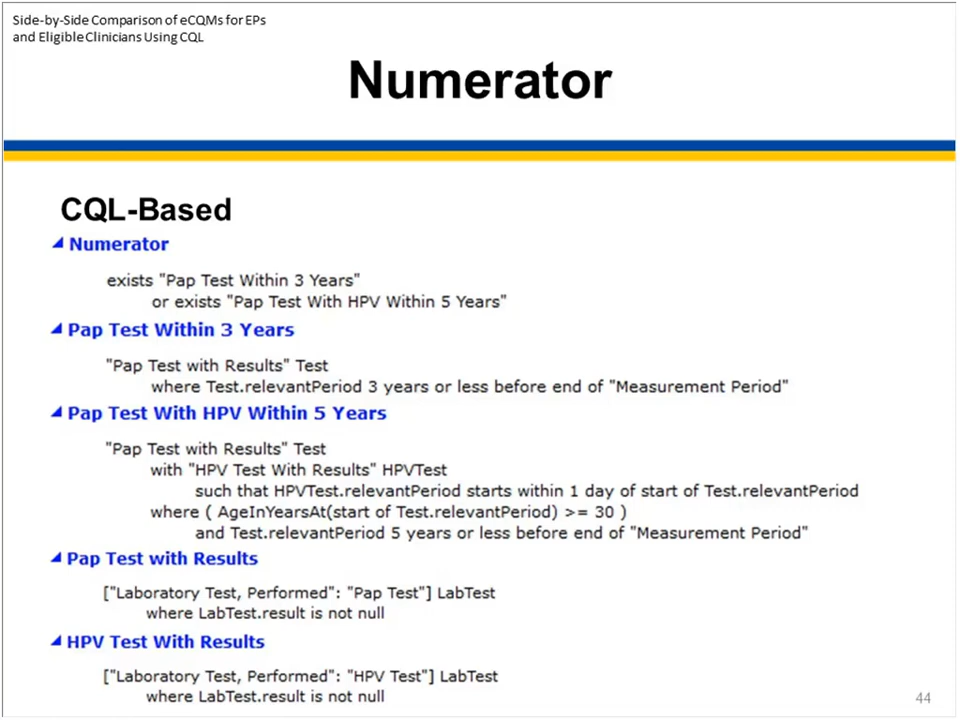 Side-by-Side Comparison of eCQMs for EPs
and Eligible Clinicians Using CQL
Numerator
CQL-Based
Numerator
exists "Pap Test Within 3 Years"
or exists "Pap Test With HPV Within 5 Years"
Pap Test Within 3 Years
"Pap Test with Results" Test
where Test.relevantPeriod 3 years or less before end of "Measurement Period"
Pap Test With HPV Within 5 Years
"Pap Test with Results" Test
with "HPV Test With Results" HPVTest
such that HPVTest.relevantPeriod starts within 1 day of start of Test.relevantPeriod
where ( AgeInYearsAt(start of Test.relevantPeriod) >= 30 )
and Test.relevantPeriod 5 years or less before end of "Measurement Period"
Pap Test with Results
["Laboratory Test, Performed": "Pap Test"] LabTest
where LabTest.result is not null
HPV Test With Results
["Laboratory Test, Performed": "HPV Test"] LabTest
where LabTest.result is not null
44